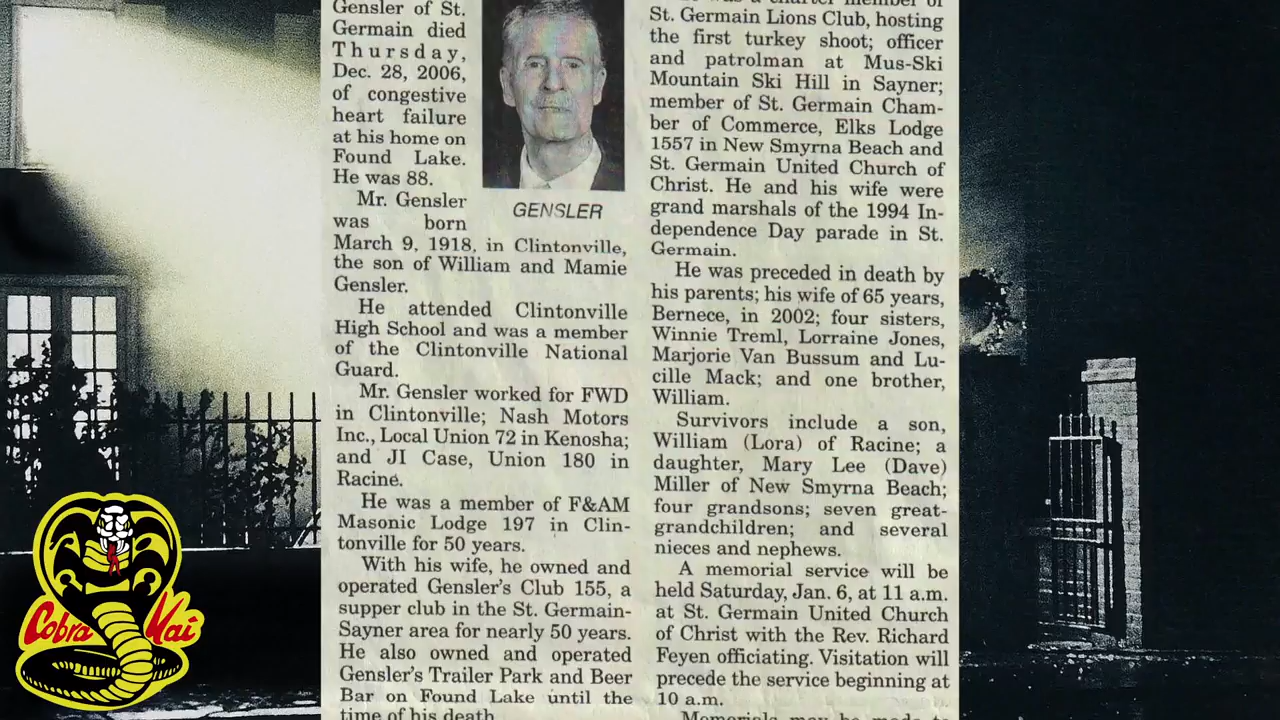 Gensler of St.
Germain died
Thursday,
Dec. 28, 2006,
of congestive
heart failure
at his home on
Found Lake.
He was 88.
Mr. Gensler
was born
March 9, 1918, in Clintonville,
the son of William and Mamie
Gensler.
He attended Clintonville
High School and was a member
of the Clintonville National
Guard.
Mr. Gensler worked for FWD
in Clintonville; Nash Motors
Inc., Local Union 72 in Kenosha;
and JI Case, Union 180 in
Racine.
He was a member of F&AM
Masonic Lodge 197 in Clin-
tonville for 50 years.
With his wife, he owned and
operated Gensler's Club 155, a
supper club in the St. Germain-
Sayner area for nearly 50 years.
He also owned and operated
Gensler's Trailer Park and Beer
Bar on Found Lake until the
time of his death
GENSLER
was a charter member of
St. Germain Lions Club, hosting
the first turkey shoot; officer
and patrolman at Mus-Ski
Mountain Ski Hill in Sayner;
member of St. Germain Cham-
ber of Commerce, Elks Lodge
1557 in New Smyrna Beach and
St. Germain United Church of
Christ. He and his wife were
grand marshals of the 1994 In-
dependence Day parade in St.
Germain.
He was preceded in death by
his parents; his wife of 65 years,
Bernece, in 2002; four sisters,
Winnie Treml, Lorraine Jones,
Marjorie Van Bussum and Lu-
cille Mack; and one brother,
William.
Survivors include a son,
William (Lora) of Racine; a
daughter, Mary Lee (Dave)
Miller of New Smyrna Beach;
four grandsons; seven great-
grandchildren; and several
nieces and nephews.
A memorial service will be
held Saturday, Jan. 6, at 11 a.m.
at St. Germain United Church
of Christ with the Rev. Richard
Feyen officiating. Visitation will
precede the service beginning at
10 a.m.
Memorials may be made to
Cobra Kai